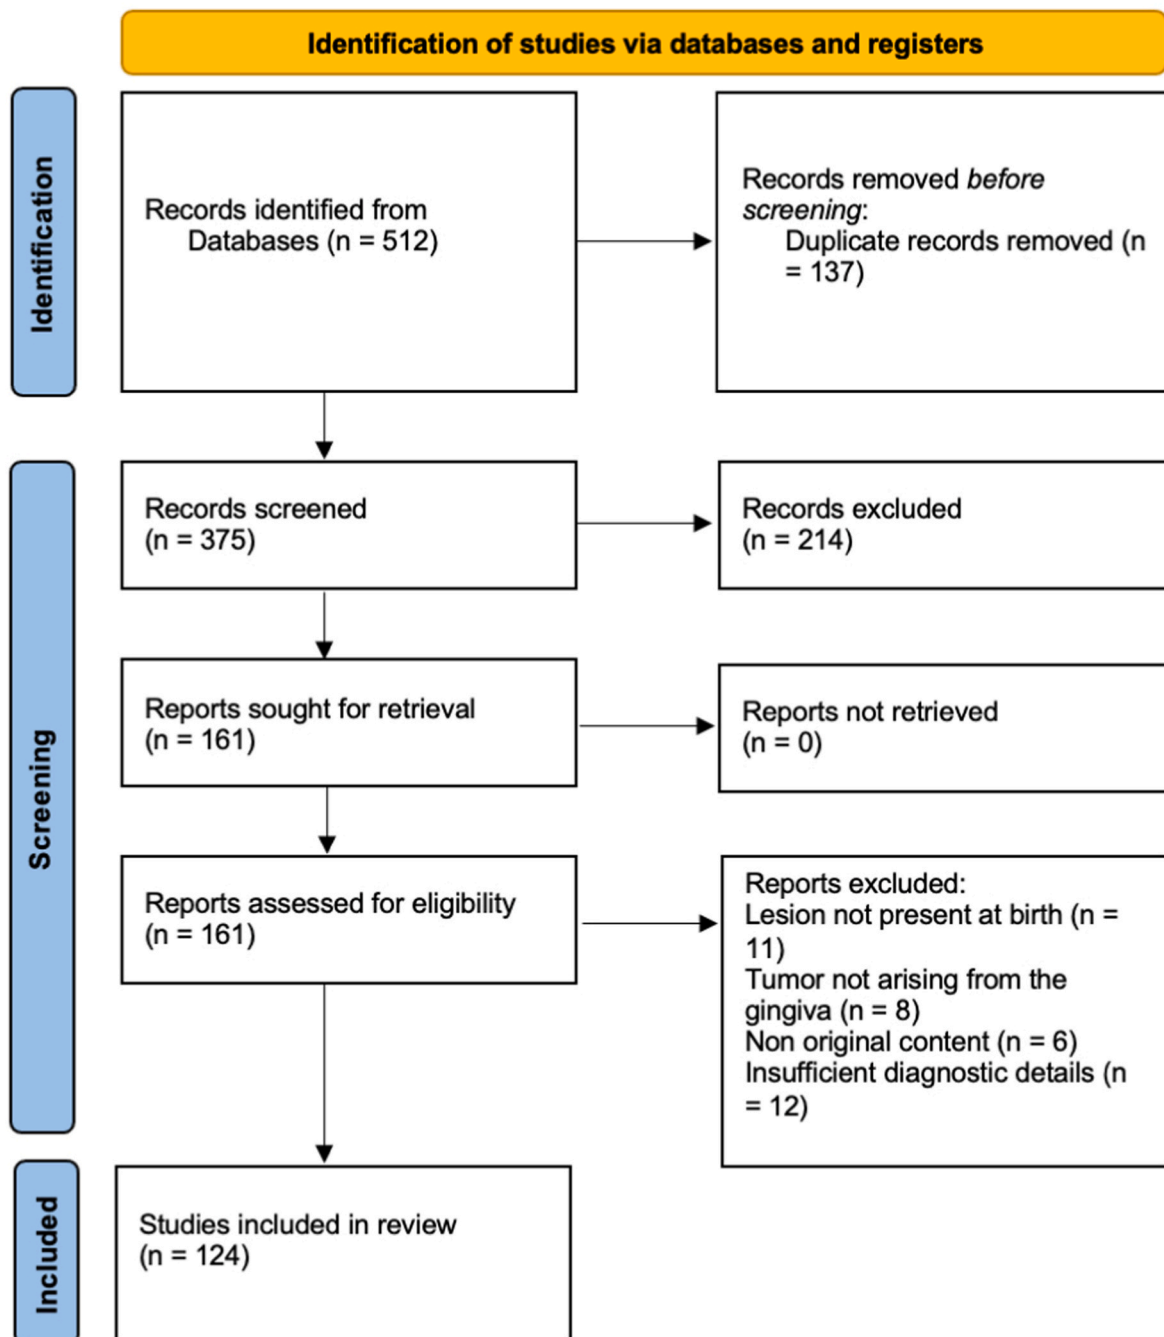 Identification of studies via databases and registers
Identification
Records identified from
Databases (n = 512)
Records removed before
screening:
Duplicate records removed (n
= 137)
Screening
Records screened
(n = 375)
Records excluded
(n = 214)
Reports sought for retrieval
(n = 161)
Reports not retrieved
(n = 0)
Reports assessed for eligibility
(n = 161)
Reports excluded:
Lesion not present at birth (n =
11)
Tumor not arising from the
gingiva (n = 8)
Non original content (n = 6)
Insufficient diagnostic details (n
= 12)
Included
Studies included in review
(n = 124)